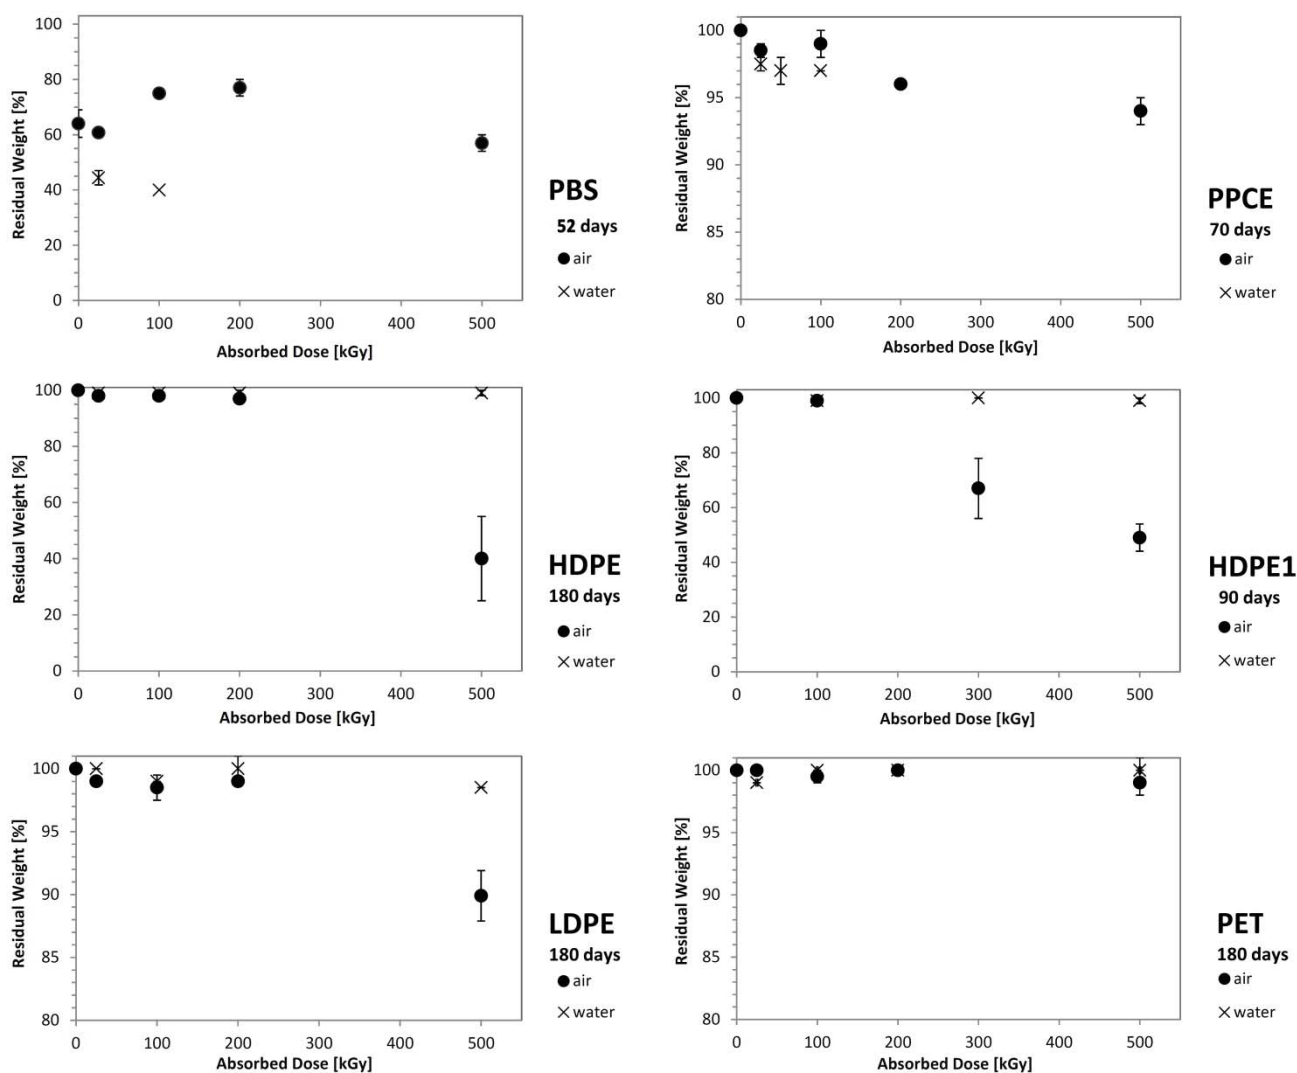 Residual Weight [%]
100
80
60
40
20
0
0 100 200 300 400 500
Absorbed Dose [kGy]
PBS
52 days
air
water
Residual Weight [%]
100
95
90
85
80
0 100 200 300 400 500
Absorbed Dose [kGy]
PPCE
70 days
air
water
Residual Weight [%]
100
80
60
40
20
0
0 100 200 300 400 500
Absorbed Dose [kGy]
HDPE
180 days
air
water
Residual Weight [%]
100
80
60
40
20
0
0 100 200 300 400 500
Absorbed Dose [kGy]
HDPE1
90 days
air
water
Residual Weight [%]
100
95
90
85
80
0 100 200 300 400 500
Absorbed Dose [kGy]
LDPE
180 days
air
water
Residual Weight [%]
100
95
90
85
80
0 100 200 300 400 500
Absorbed Dose [kGy]
PET
180 days
air
water